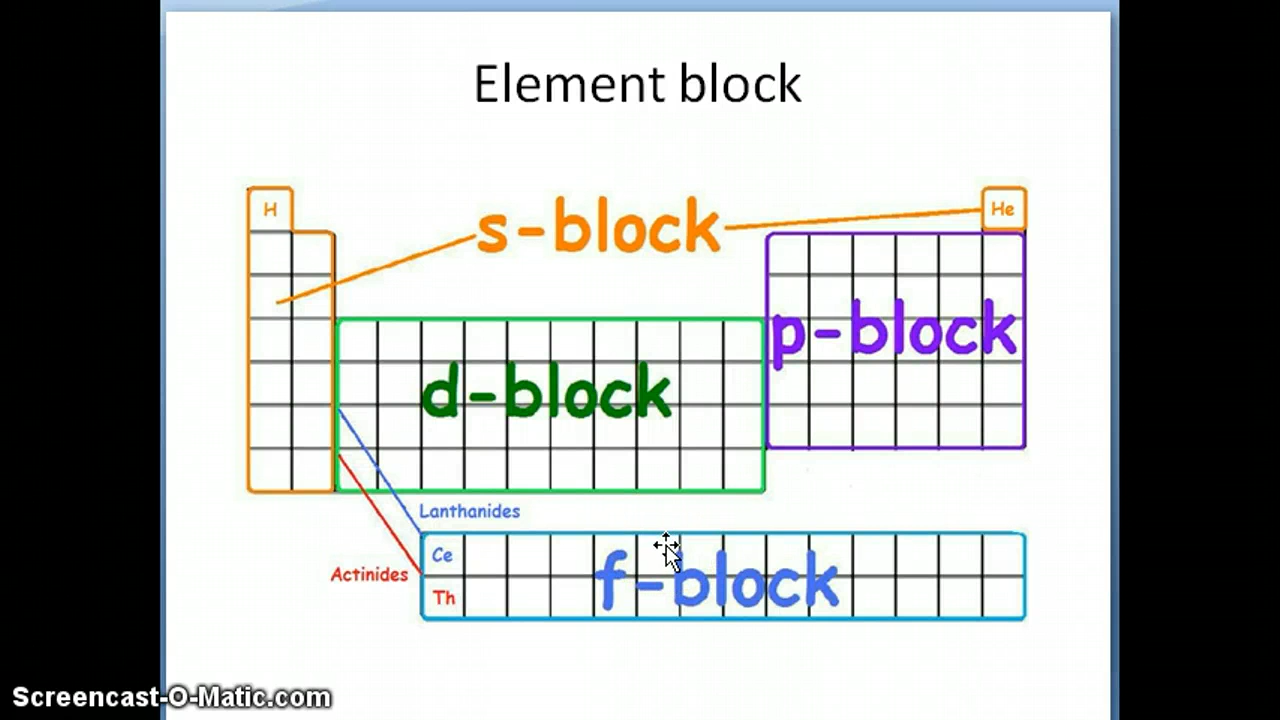 Element block
H
s-block
He
p-block
d-block
Lanthanides
Ce
f-block
Actinides
Th
Screencast-O-Matic.com